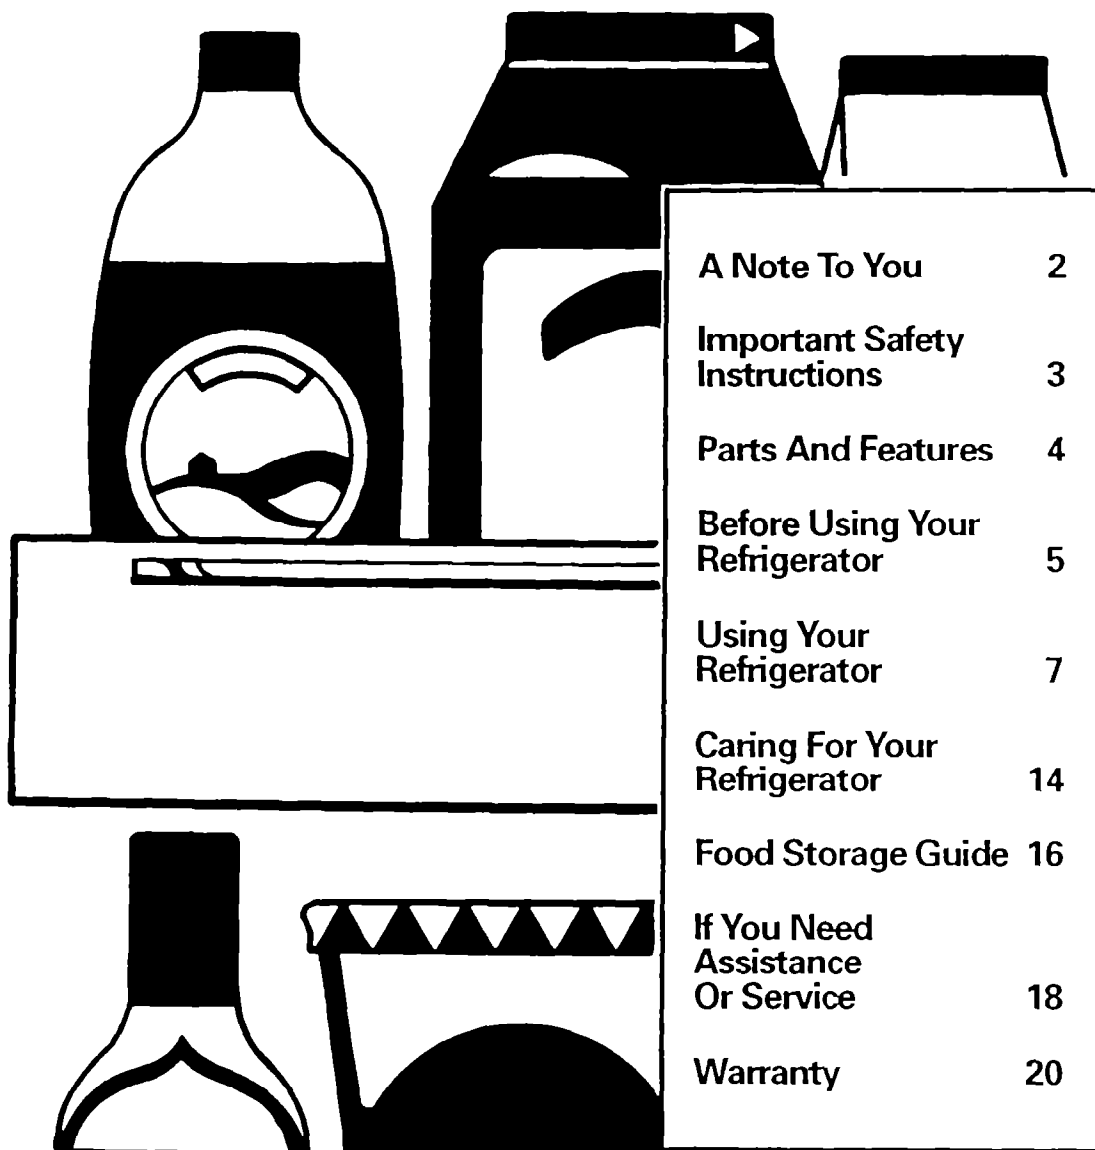 A Note To You 2
Important Safety
Instructions 3
Parts And Features 4
Before Using Your
Refrigerator 5
Using Your
Refrigerator 7
Caring For Your
Refrigerator 14
Food Storage Guide 16
If You Need
Assistance
Or Service 18
Warranty 20